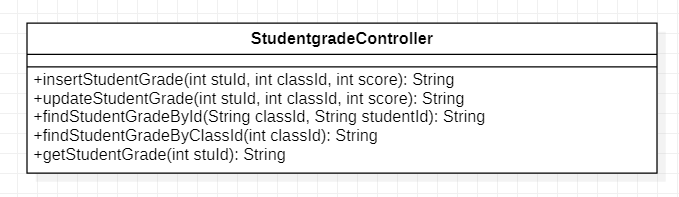 StudentgradeController
+insertStudentGrade(int stuId, int classId, int score): String
+updateStudentGrade(int stuId, int classId, int score): String
+findStudentGradeById(String classId, String studentId): String
+findStudentGradeByClassId(int classId): String
+getStudentGrade(int stuId): String